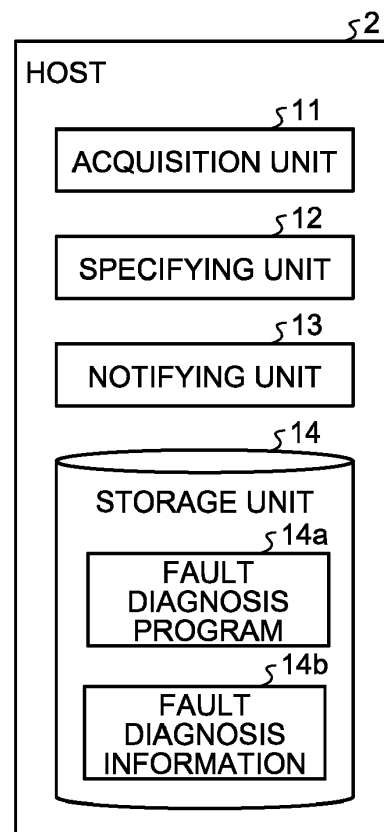 2
HOST
11
ACQUISITION UNIT
12
SPECIFYING UNIT
13
NOTIFYING UNIT
14
STORAGE UNIT
14a
FAULT
DIAGNOSIS
PROGRAM
14b
FAULT
DIAGNOSIS
INFORMATION